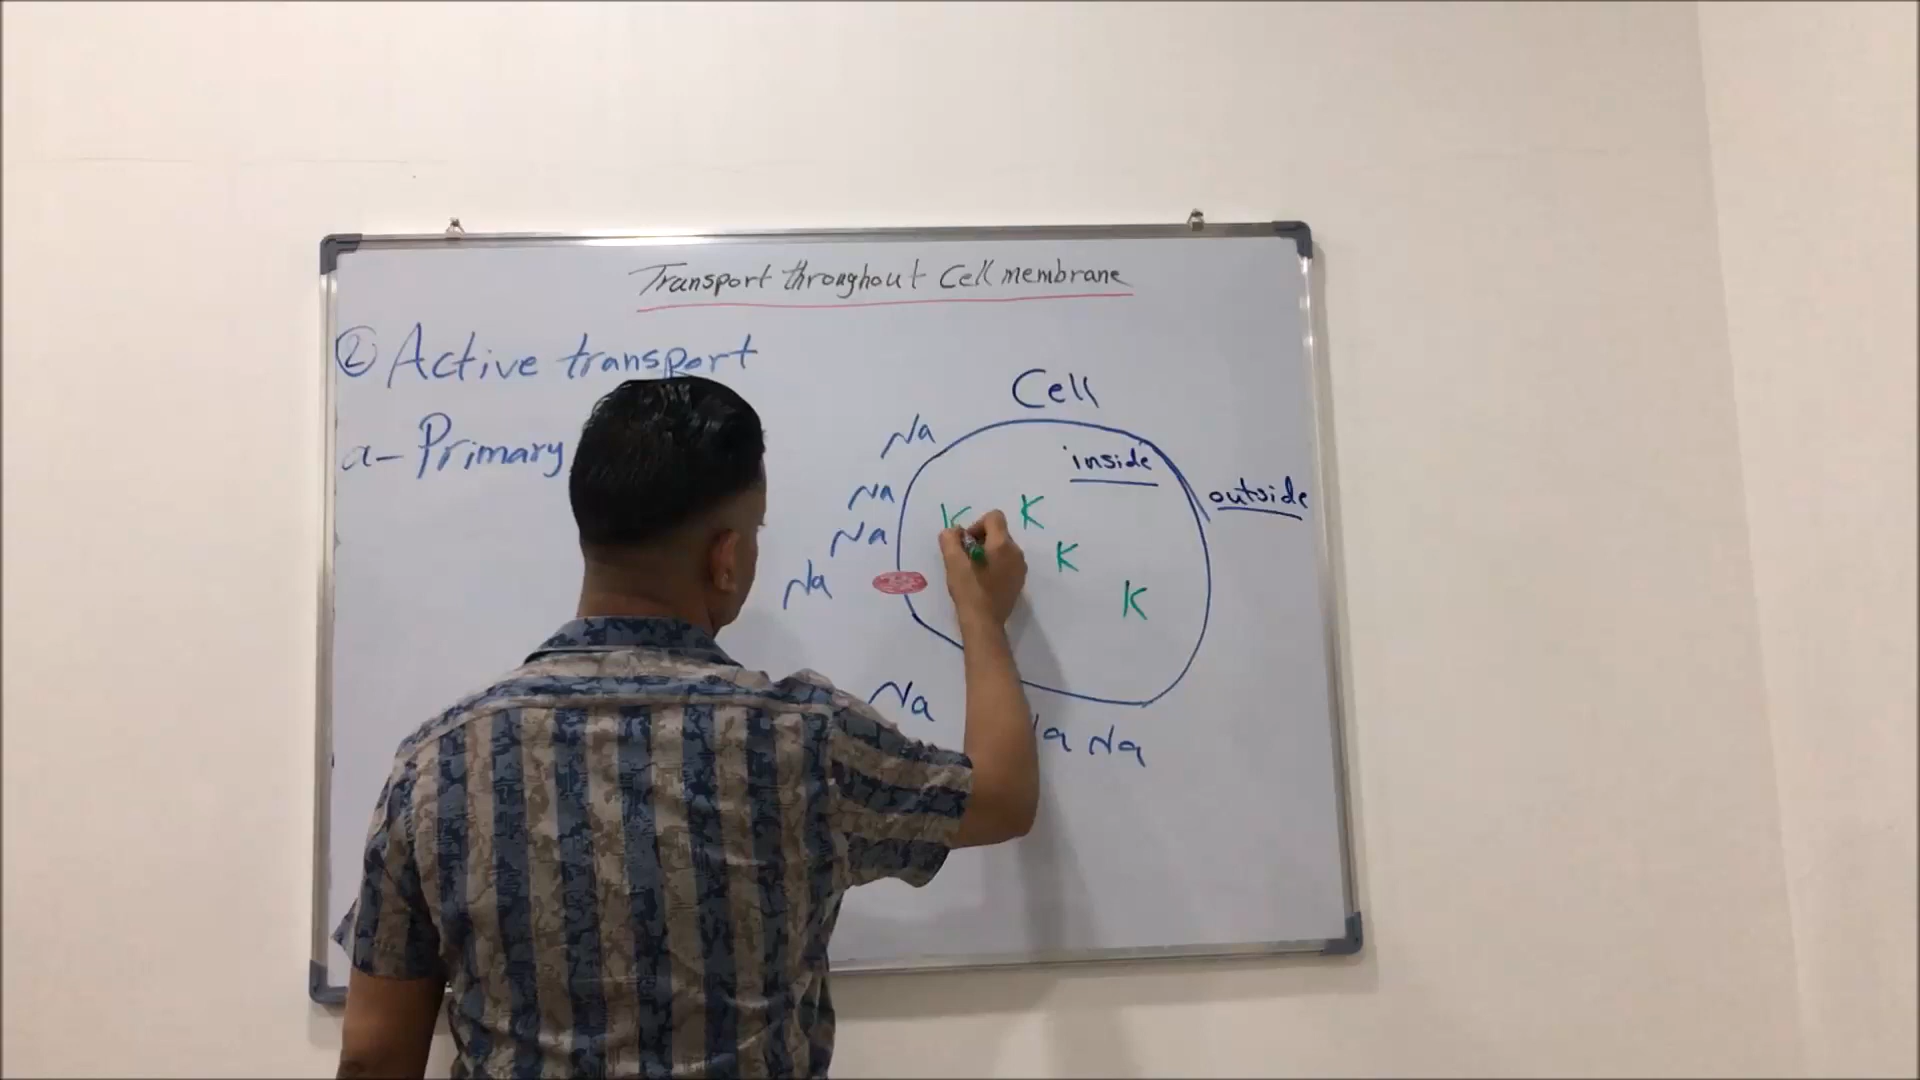 Transport throughout Cell membrane
② Active transport
a- Primary
Cell
Na
inside
Na
outside
K K
Na
K
Na
K
Na
Na